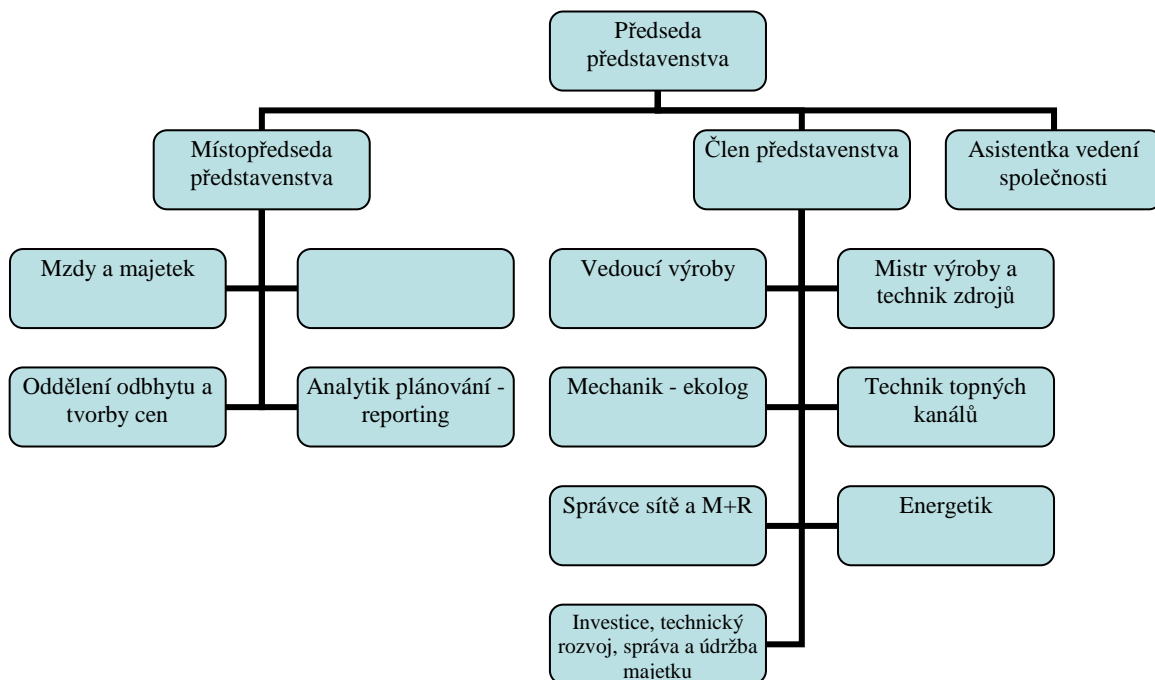 Předseda
představenstva
Místopředseda
představenstva
Člen představenstva
Asistentka vedení
společnosti
Mzdy a majetek
Vedoucí výroby
Mistr výroby a
technik zdrojů
Oddělení odbhytu a
tvorby cen
Analytik plánování -
reporting
Mechanik - ekolog
Technik topných
kanálů
Správce sítě a M+R
Energetik
Investice, technický
rozvoj, správa a údržba
majetku